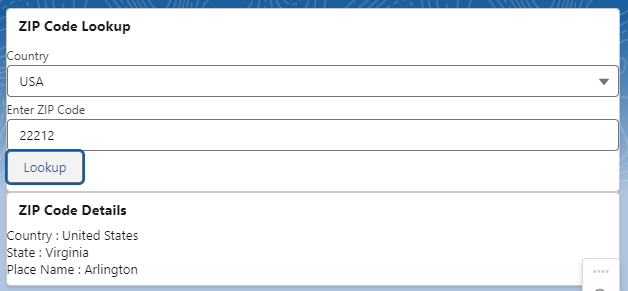 ZIP Code Lookup
Country
USA
Enter ZIP Code
22212
Lookup
ZIP Code Details
Country : United States
State : Virginia
Place Name : Arlington